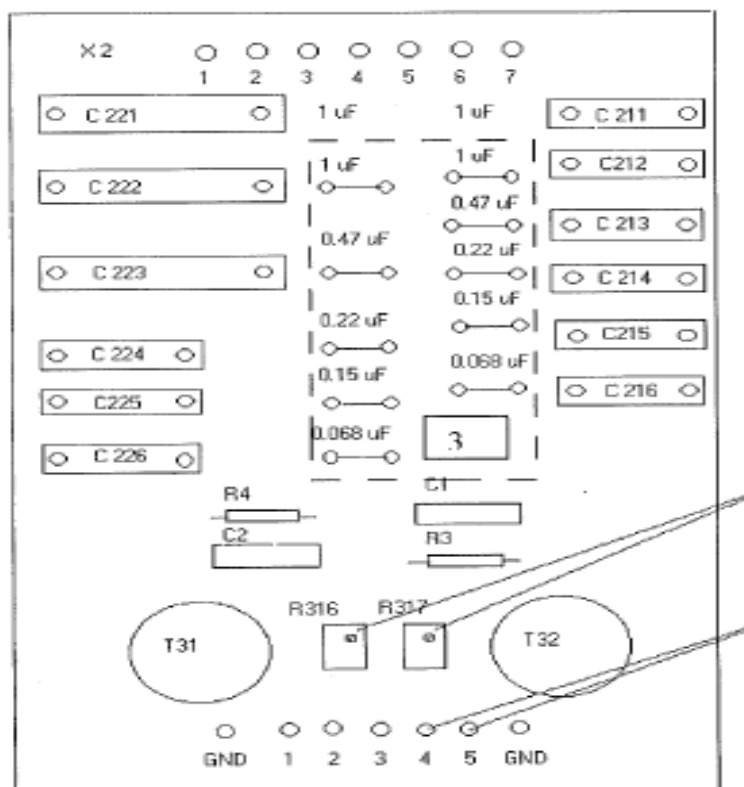 X2
1 2 3 4 5 6 7
C 221 1 uF 1 uF C 211
1 uF 1 uF C212
C 222
0.47 uF
C 213
0.47 uF 0.22 uF
C 223 C 214
0.15 uF
0.22 uF C215
C 224
0.15 uF 0.068 uF
C225 C 216
0.068 uF 3
C 226
R4 C1
C2 R3
R316 R317
T31 T32
GND 1 2 3 4 5 GND